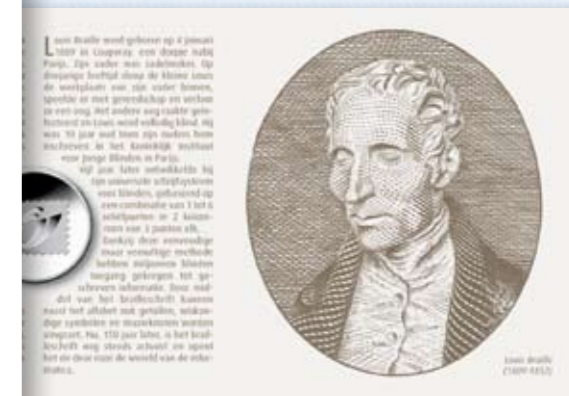 Louis Braille werd geboren op 4 januari
1809 in Coupvray, een dorpje nabij
Parijs. Zijn vader was zadelmaker. Op
driejarige leeftijd sloop de kleine Louis
de werkplaats van zijn vader binnen,
speelde er met gereedschap en verloor
zo een oog. Het andere oog raakte geïn-
fecteerd en Louis werd volledig blind. Hij
was 10 jaar oud toen zijn ouders hem
inschreven in het Koninklijk Instituut
voor Jonge Blinden in Parijs.
Vijf jaar later ontwikkelde hij
zijn universele schrijfsysteem
voor blinden, gebaseerd op
een combinatie van 1 tot 6
reliëfpunten in 2 kolom-
men van 3 punten elk.
Dankzij deze eenvoudige
maar vernuftige methode
hebben miljoenen blinden
toegang gekregen tot ge-
schreven informatie. Door mid-
del van het brailleschrift kunnen
naast het alfabet ook getallen, wiskun-
dige symbolen en muzieknoten worden
omgezet. Nu, 150 jaar later, is het brail-
leschrift nog steeds actueel en opent
het de deur naar de wereld van de infor-
matica.
Louis Braille
(1809-1852)